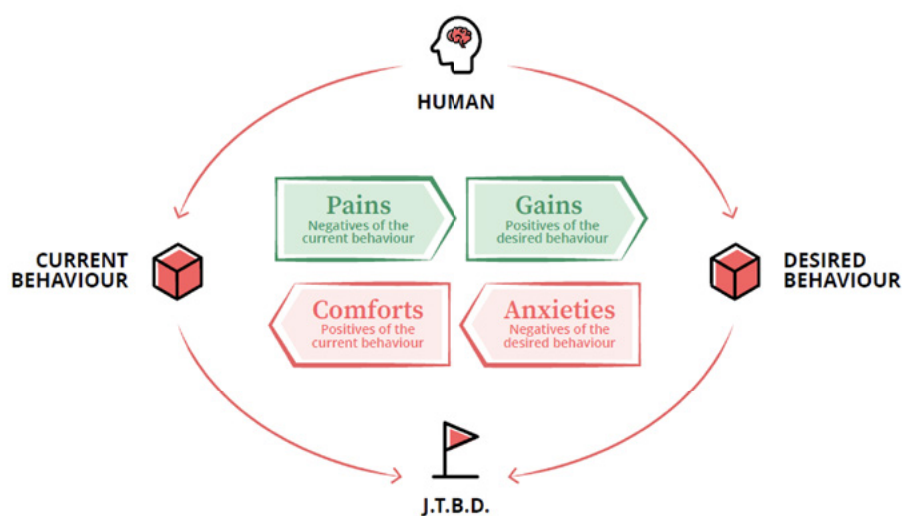 HUMAN
Pains
Negatives of the
current behaviour
Gains
Positives of the
desired behaviour
CURRENT
BEHAVIOUR
DESIRED
BEHAVIOUR
Comforts
Positives of the
current behaviour
Anxieties
Negatives of the
desired behaviour
J.T.B.D.